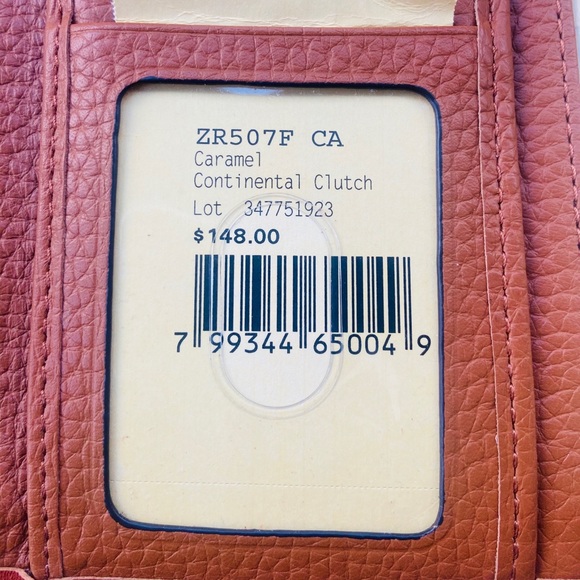 ZR507F CA
Caramel
Continental Clutch
Lot 347751923
$148.00
7 99344 65004 9